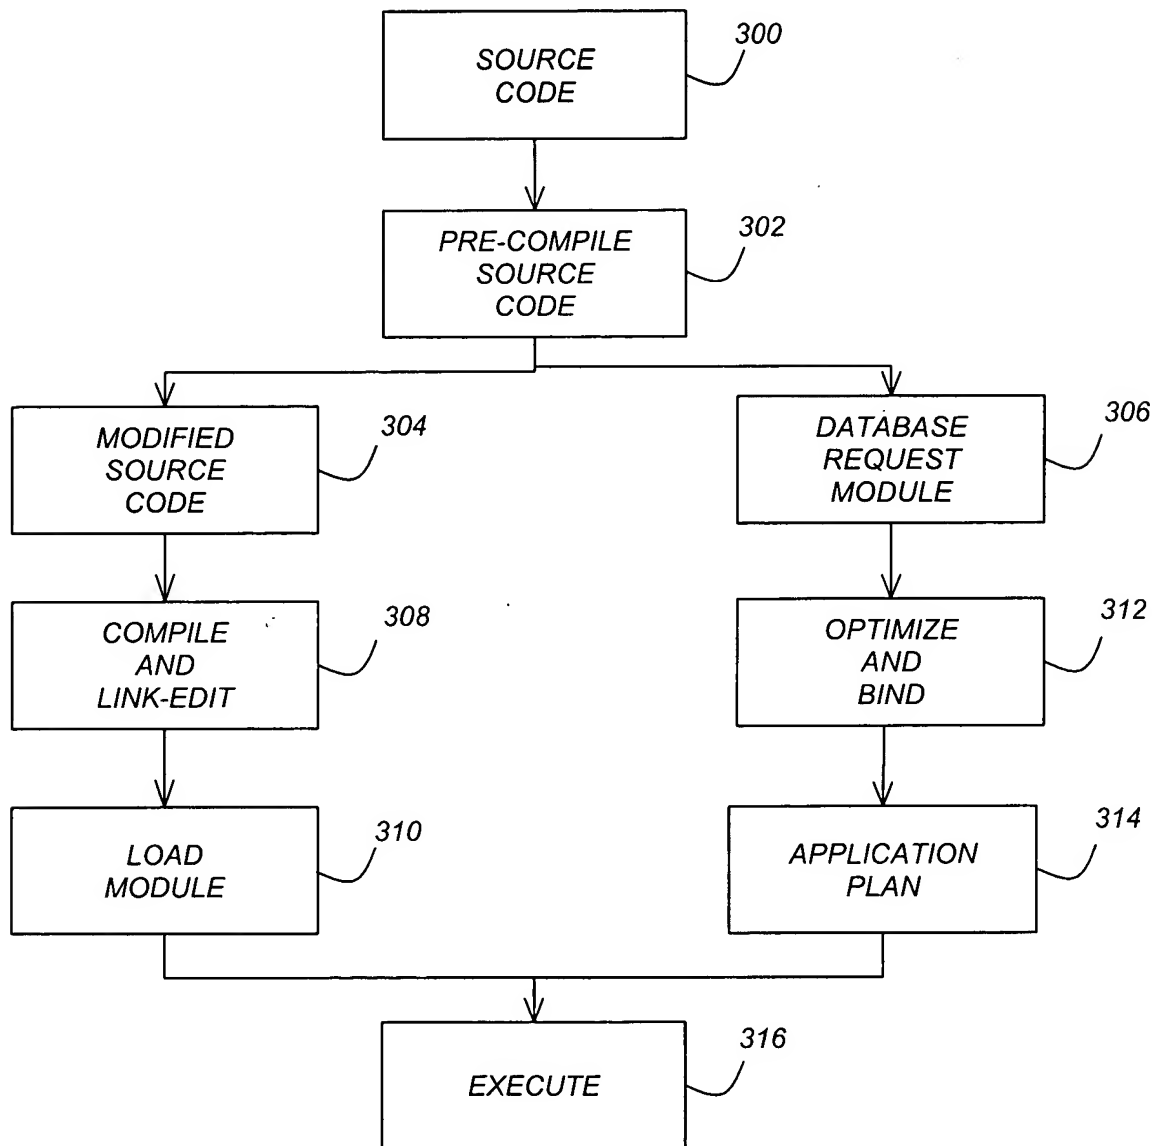 SOURCE
CODE
300
PRE-COMPILE
SOURCE
CODE
302
MODIFIED
SOURCE
CODE
304
DATABASE
REQUEST
MODULE
306
COMPILE
AND
LINK-EDIT
308
OPTIMIZE
AND
BIND
312
LOAD
MODULE
310
APPLICATION
PLAN
314
EXECUTE
316